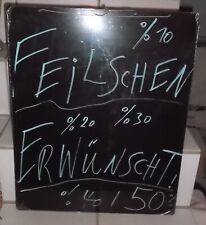 %10
FEILSCHEN
%20 %30
ERWÜNSCHT!
%40/50?